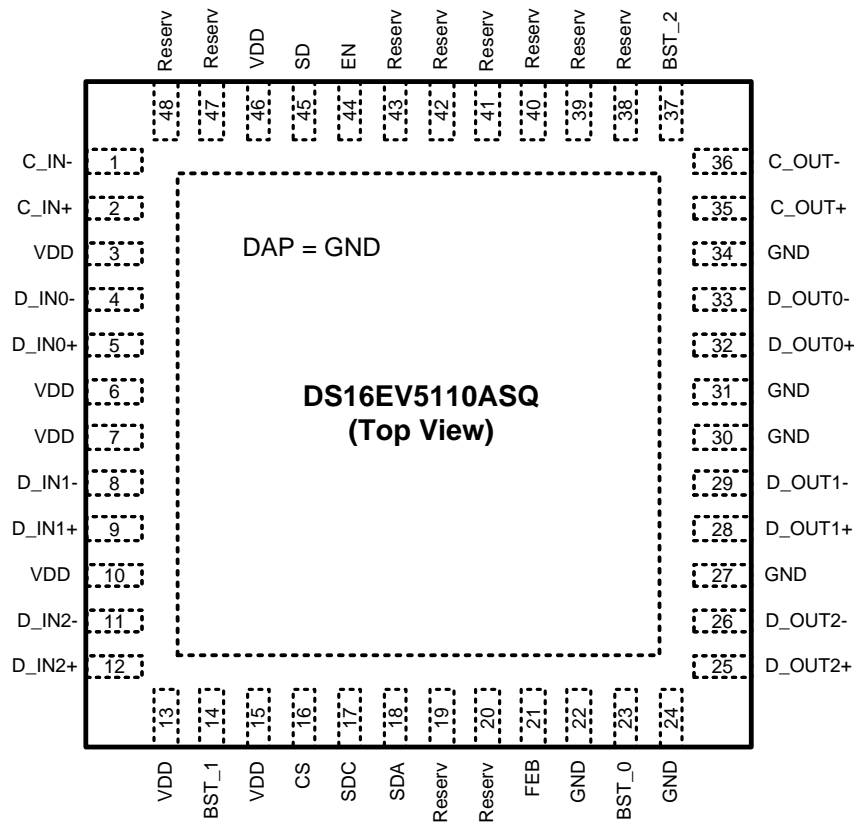 Reserv
Reserv
VDD
SD
EN
Reserv
Reserv
Reserv
Reserv
Reserv
Reserv
BST_2
48
47
46
45
44
43
42
41
40
39
38
37
C_IN- 1
C_IN+ 2
VDD 3
D_IN0- 4
D_IN0+ 5
VDD 6
VDD 7
D_IN1- 8
D_IN1+ 9
VDD 10
D_IN2- 11
D_IN2+ 12
DAP = GND
DS16EV5110ASQ
(Top View)
36 C_OUT-
35 C_OUT+
34 GND
33 D_OUT0-
32 D_OUT0+
31 GND
30 GND
29 D_OUT1-
28 D_OUT1+
27 GND
26 D_OUT2-
25 D_OUT2+
13
14
15
16
17
18
19
20
21
22
23
24
VDD
BST_1
VDD
CS
SDC
SDA
Reserv
Reserv
FEB
GND
BST_0
GND